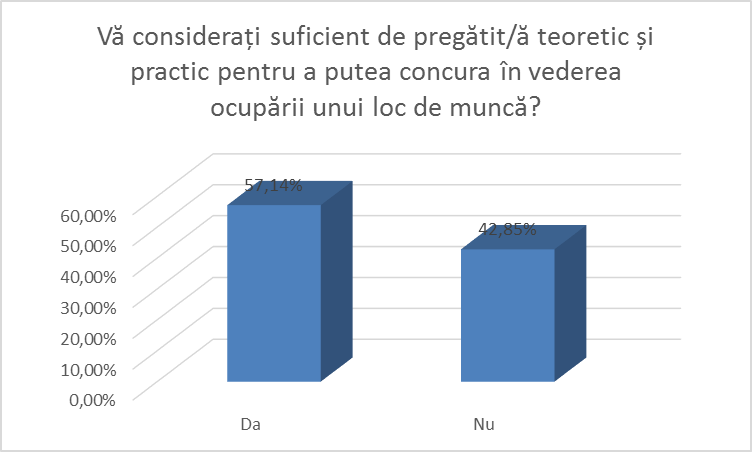 Vă considerați suficient de pregătit/ă teoretic și
practic pentru a putea concura în vederea
ocupării unui loc de muncă?
57,14%
42,85%
60,00%
50,00%
40,00%
30,00%
20,00%
10,00%
0,00%
Da
Nu